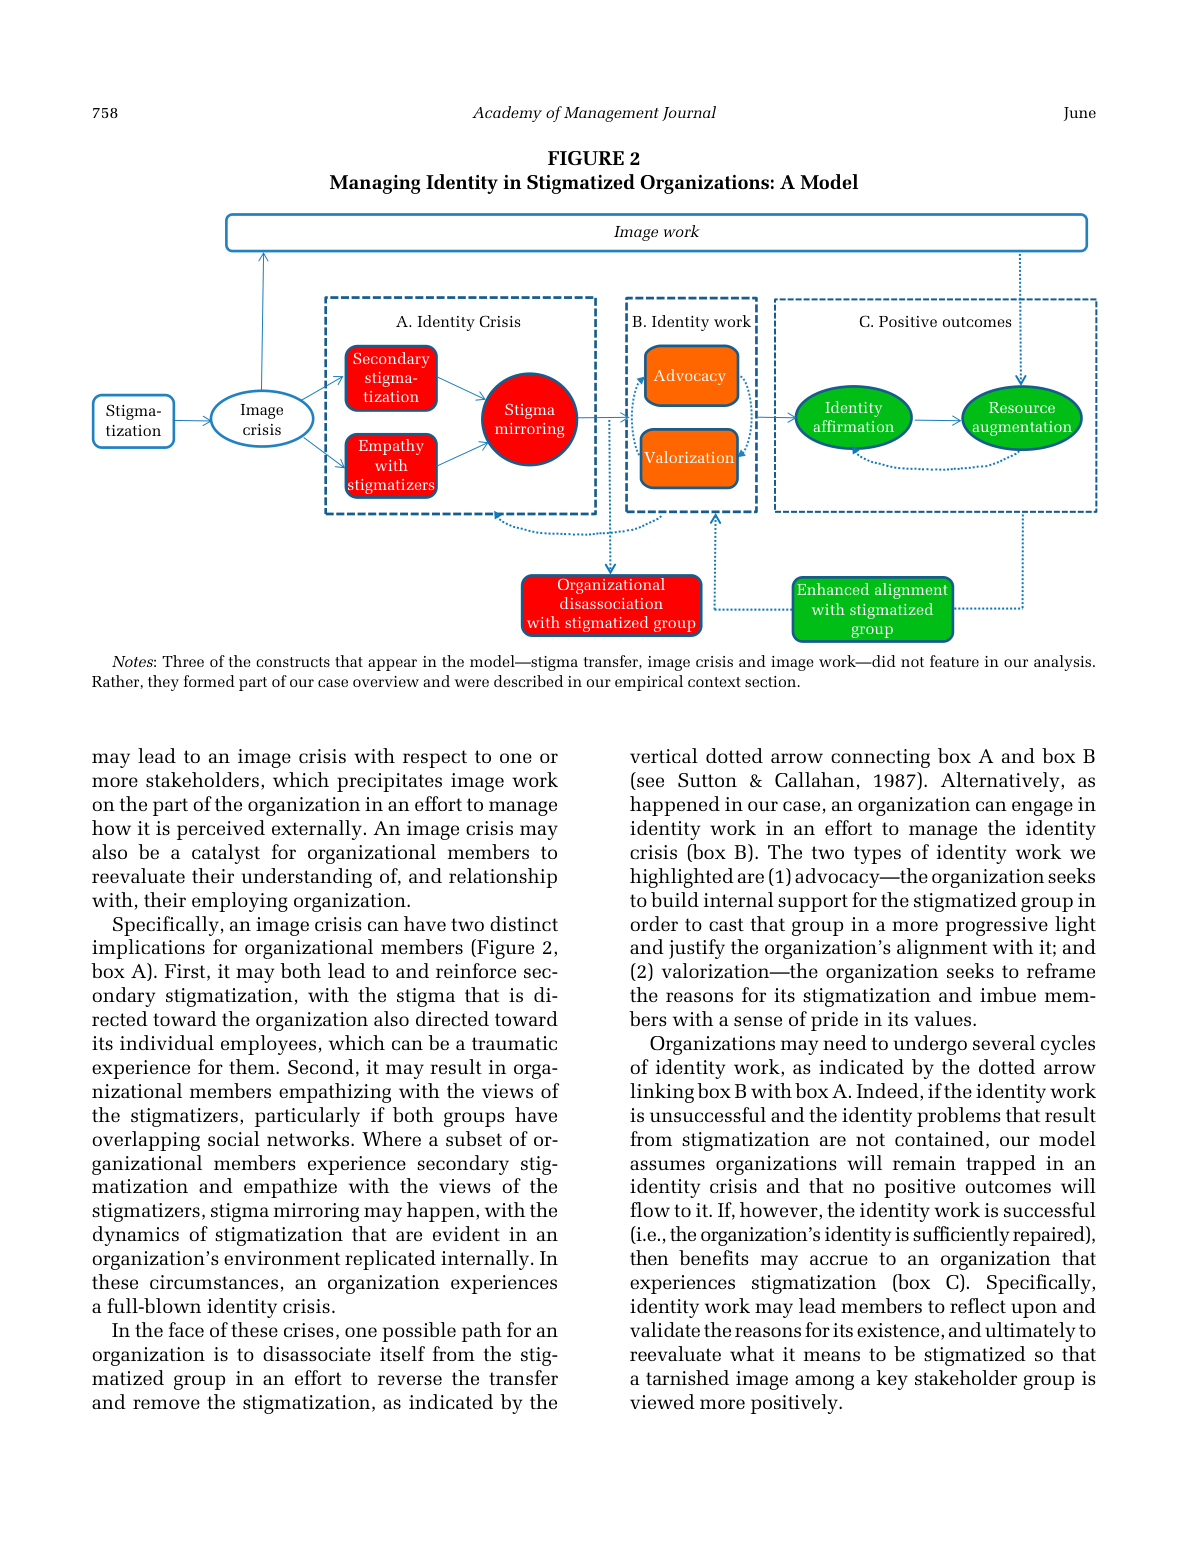 758
Academy of Management Journal
June
FIGURE 2
Managing Identity in Stigmatized Organizations: A Model
Image work
A. Identity Crisis
B. Identity work
C. Positive outcomes
Stigma-
tization
Image
crisis
Secondary
stigma-
tization
Empathy
with
stigmatizers
Stigma
mirroring
Advocacy
Valorization
Identity
affirmation
Resource
augmentation
Organizational
disassociation
with stigmatized group
Enhanced alignment
with stigmatized
group
Notes: Three of the constructs that appear in the model—stigma transfer, image crisis and image work—did not feature in our analysis.
Rather, they formed part of our case overview and were described in our empirical context section.
may lead to an image crisis with respect to one or
more stakeholders, which precipitates image work
on the part of the organization in an effort to manage
how it is perceived externally. An image crisis may
also be a catalyst for organizational members to
reevaluate their understanding of, and relationship
with, their employing organization.
Specifically, an image crisis can have two distinct
implications for organizational members (Figure 2,
box A). First, it may both lead to and reinforce sec-
ondary stigmatization, with the stigma that is di-
rected toward the organization also directed toward
its individual employees, which can be a traumatic
experience for them. Second, it may result in orga-
nizational members empathizing with the views of
the stigmatizers, particularly if both groups have
overlapping social networks. Where a subset of or-
ganizational members experience secondary stig-
matization and empathize with the views of the
stigmatizers, stigma mirroring may happen, with the
dynamics of stigmatization that are evident in an
organization's environment replicated internally. In
these circumstances, an organization experiences
a full-blown identity crisis.
In the face of these crises, one possible path for an
organization is to disassociate itself from the stig-
matized group in an effort to reverse the transfer
and remove the stigmatization, as indicated by the
vertical dotted arrow connecting box A and box B
(see Sutton & Callahan, 1987). Alternatively, as
happened in our case, an organization can engage in
identity work in an effort to manage the identity
crisis (box B). The two types of identity work we
highlighted are (1) advocacy—the organization seeks
to build internal support for the stigmatized group in
order to cast that group in a more progressive light
and justify the organization's alignment with it; and
(2) valorization—the organization seeks to reframe
the reasons for its stigmatization and imbue mem-
bers with a sense of pride in its values.
Organizations may need to undergo several cycles
of identity work, as indicated by the dotted arrow
linking box B with box A. Indeed, if the identity work
is unsuccessful and the identity problems that result
from stigmatization are not contained, our model
assumes organizations will remain trapped in an
identity crisis and that no positive outcomes will
flow to it. If, however, the identity work is successful
(i.e., the organization's identity is sufficiently repaired),
then benefits may accrue to an organization that
experiences stigmatization (box C). Specifically,
identity work may lead members to reflect upon and
validate the reasons for its existence, and ultimately to
reevaluate what it means to be stigmatized so that
a tarnished image among a key stakeholder group is
viewed more positively.